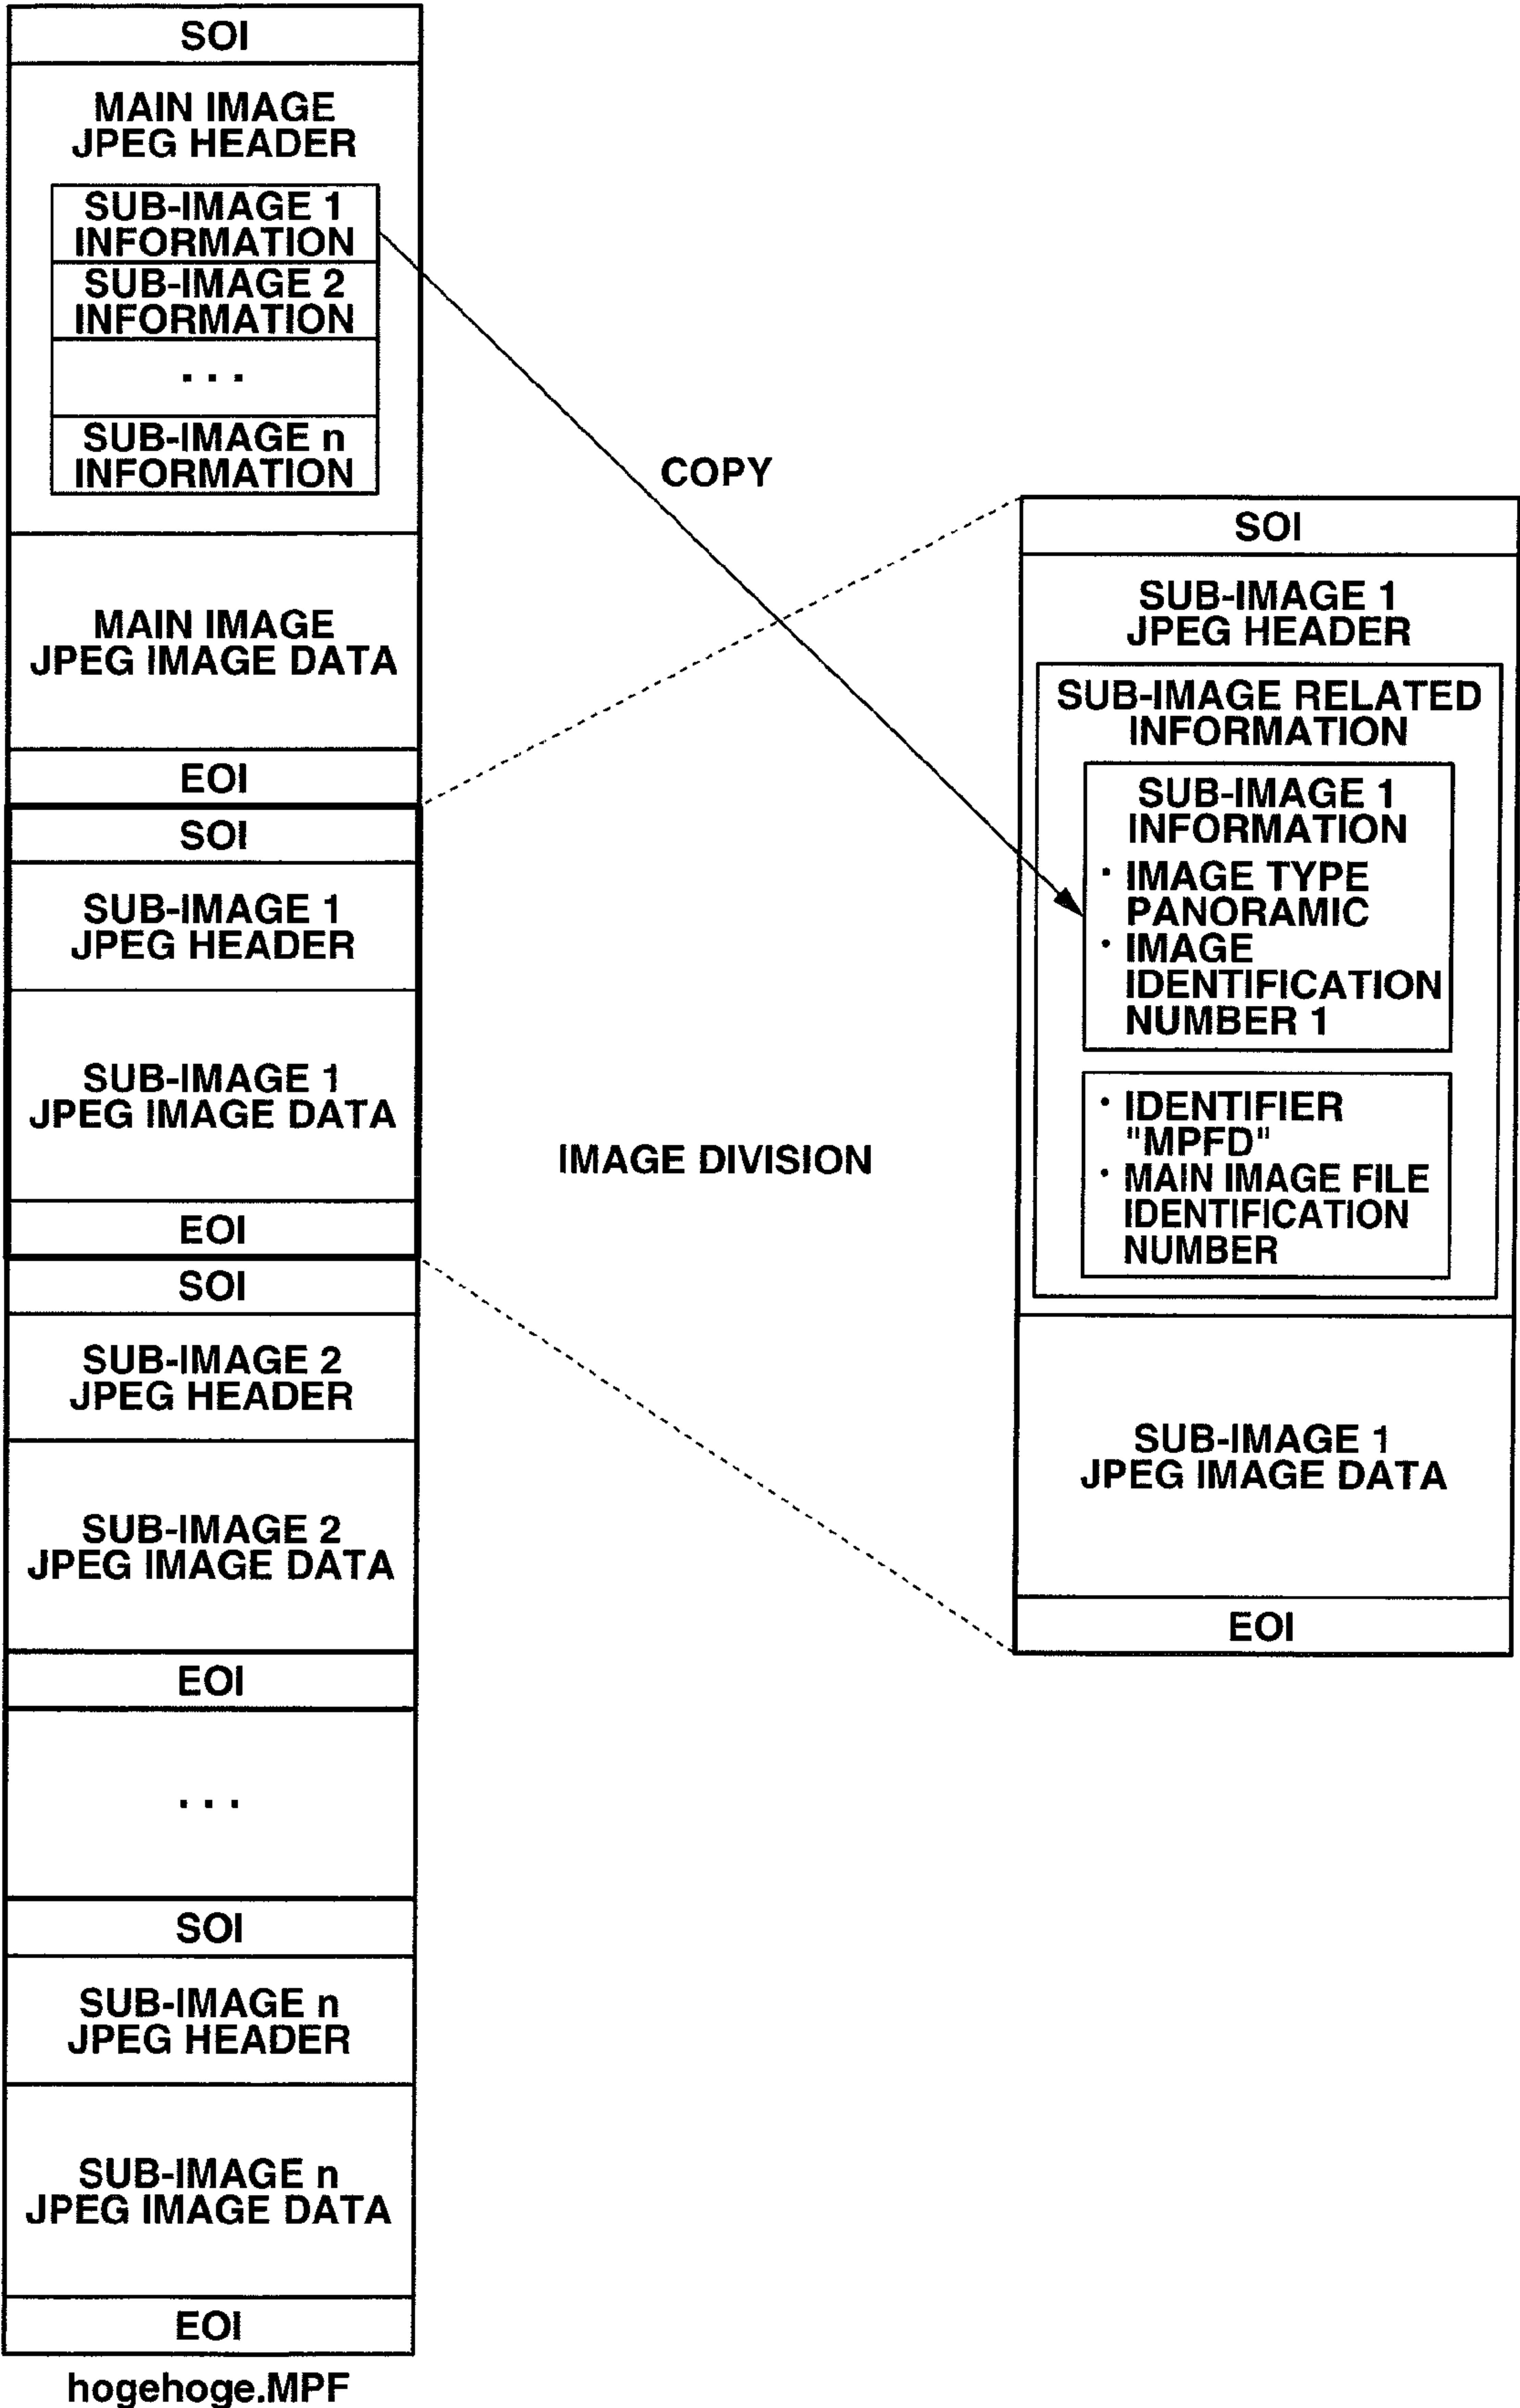 SOI
MAIN IMAGE
JPEG HEADER
SUB-IMAGE 1
INFORMATION
SUB-IMAGE 2
INFORMATION
...
SUB-IMAGE n
INFORMATION
MAIN IMAGE
JPEG IMAGE DATA
EOI
SOI
SUB-IMAGE 1
JPEG HEADER
SUB-IMAGE 1
JPEG IMAGE DATA
EOI
SOI
SUB-IMAGE 2
JPEG HEADER
SUB-IMAGE 2
JPEG IMAGE DATA
EOI
...
SOI
SUB-IMAGE n
JPEG HEADER
SUB-IMAGE n
JPEG IMAGE DATA
EOI
hogehoge.MPF
COPY
IMAGE DIVISION
SOI
SUB-IMAGE 1
JPEG HEADER
SUB-IMAGE RELATED
INFORMATION
SUB-IMAGE 1
INFORMATION
· IMAGE TYPE
PANORAMIC
· IMAGE
IDENTIFICATION
NUMBER 1
· IDENTIFIER
"MPFD"
· MAIN IMAGE FILE
IDENTIFICATION
NUMBER
SUB-IMAGE 1
JPEG IMAGE DATA
EOI